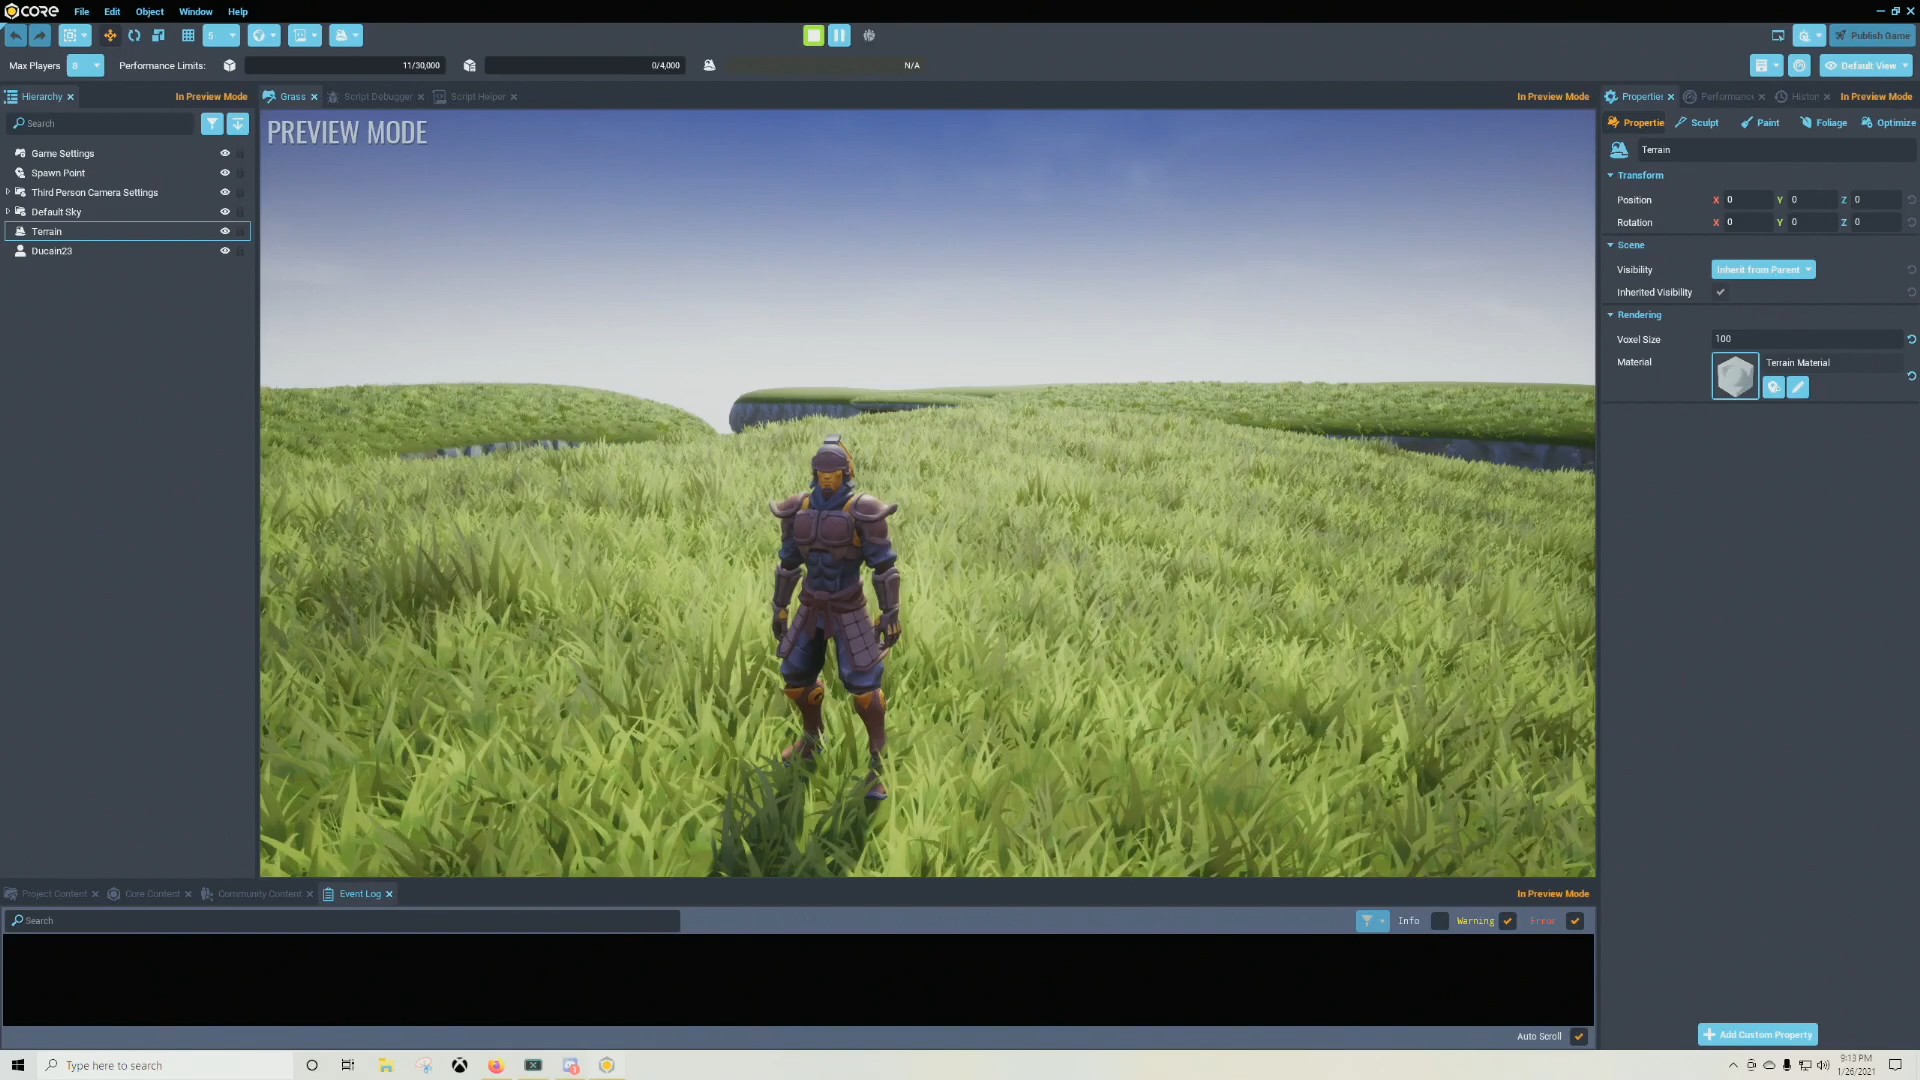 CORE File Edit Object Window Help
5 Publish Game
Max Players 8 Performance Limits: 11/30,000 0/4,000 N/A Default View
Hierarchy In Preview Mode
Search
Game Settings
Spawn Point
Third Person Camera Settings
Default Sky
Terrain
Ducain23
Grass Script Debugger Script Helper In Preview Mode
PREVIEW MODE
Properties Performanc Histor In Preview Mode
Propertie Sculpt Paint Foliage Optimize
Terrain
Transform
Position X 0 Y 0 Z 0
Rotation X 0 Y 0 Z 0
Scene
Visibility Inherit from Parent
Inherited Visibility
Rendering
Voxel Size 100
Material Terrain Material
Project Content Core Content Community Content Event Log In Preview Mode
Search Info Warning Error
Auto Scroll
Add Custom Property
Type here to search
9:13 PM
1/26/2021